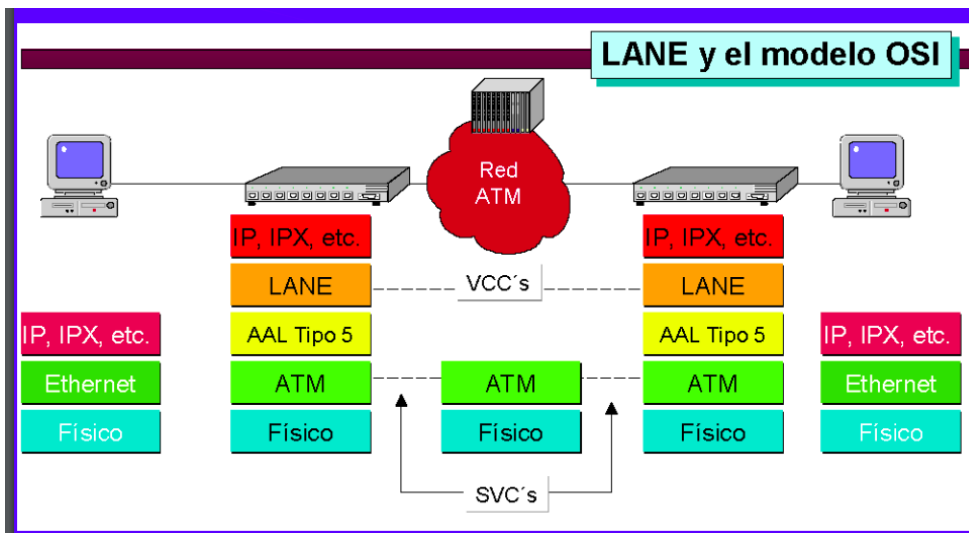 LANE y el modelo OSI
Red
ATM
IP, IPX, etc.
IP, IPX, etc.
LANE
VCC´s
LANE
IP, IPX, etc.
AAL Tipo 5
AAL Tipo 5
IP, IPX, etc.
Ethernet
ATM
ATM
ATM
Ethernet
Físico
Físico
Físico
Físico
Físico
SVC´s